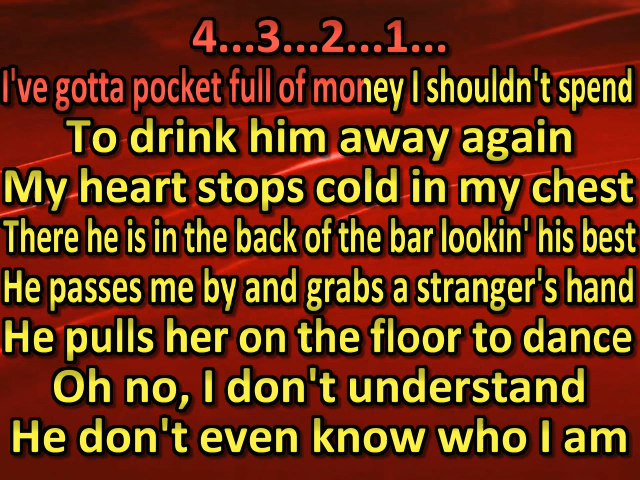 4...3...2...1...
I've gotta pocket full of money I shouldn't spend
To drink him away again
My heart stops cold in my chest
There he is in the back of the bar lookin' his best
He passes me by and grabs a stranger's hand
He pulls her on the floor to dance
Oh no, I don't understand
He don't even know who I am